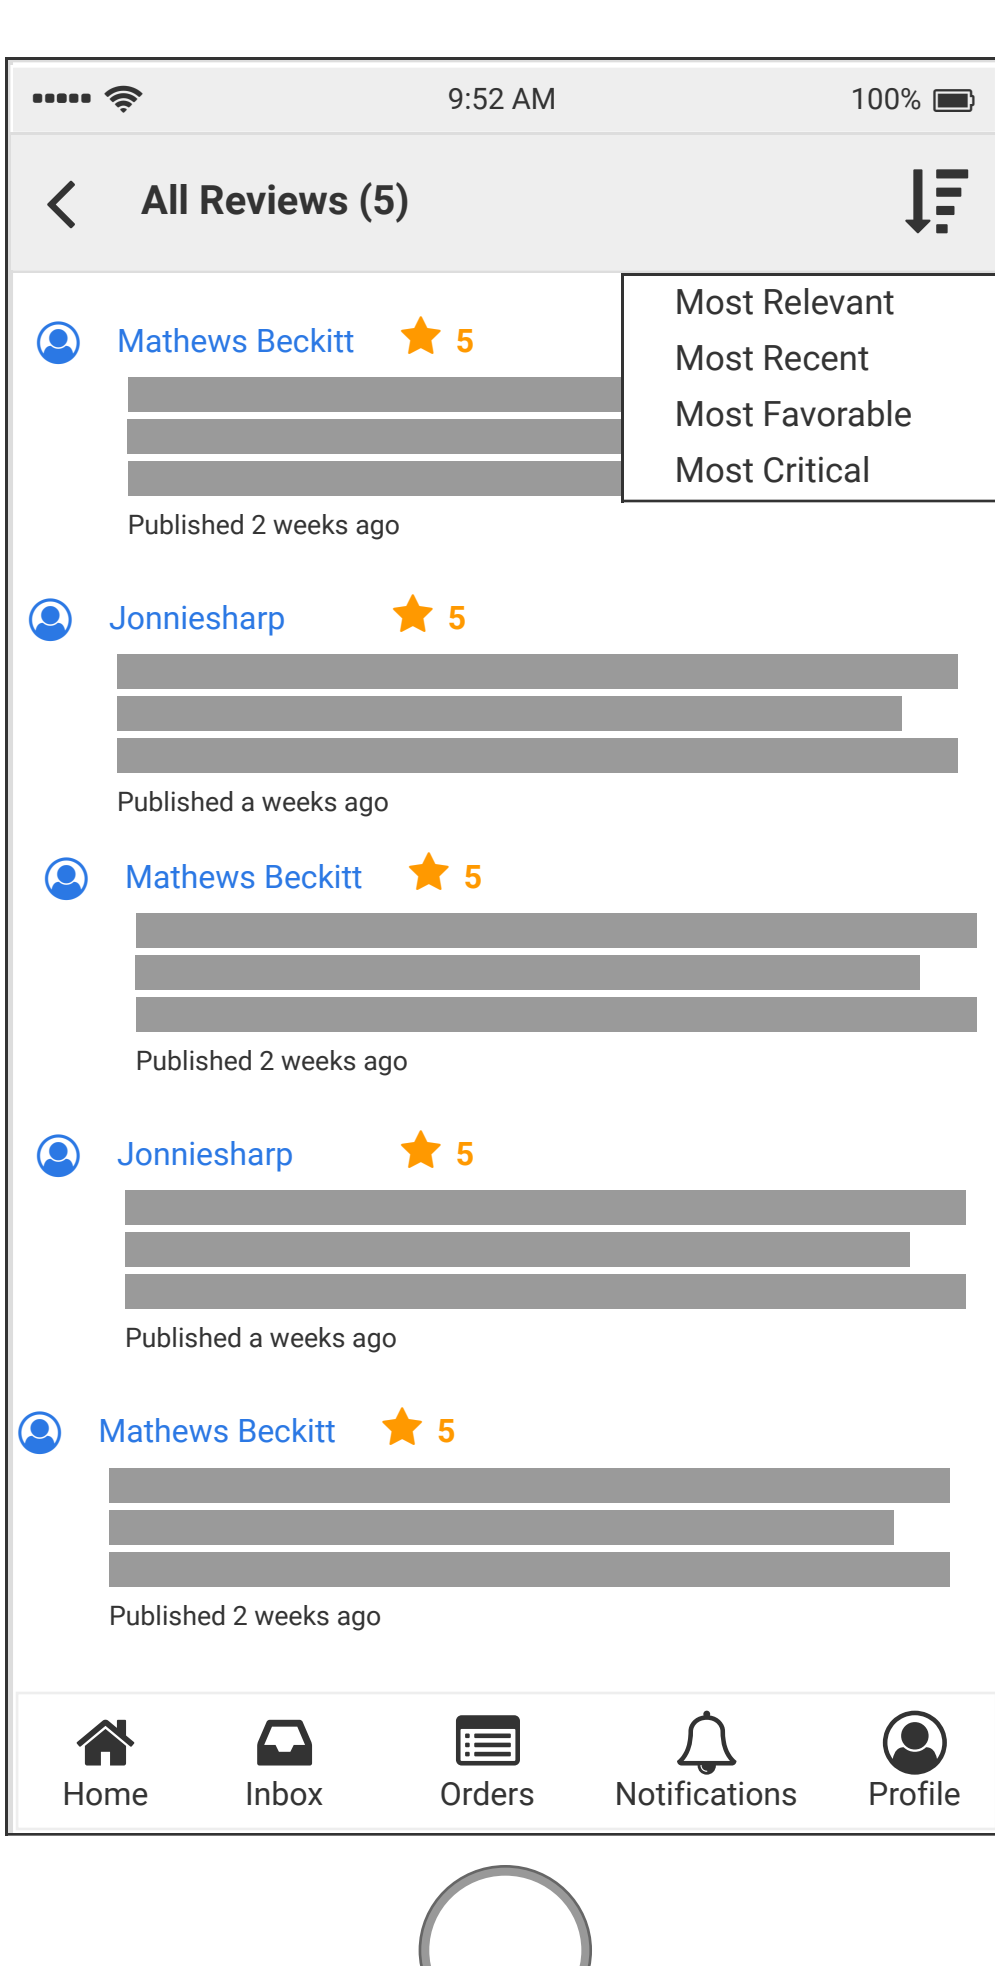 9:52 AM
100%
All Reviews (5)
Most Relevant
Most Recent
Most Favorable
Most Critical
Mathews Beckitt 5
Published 2 weeks ago
Jonniesharp 5
Published a weeks ago
Mathews Beckitt 5
Published 2 weeks ago
Jonniesharp 5
Published a weeks ago
Mathews Beckitt 5
Published 2 weeks ago
Home Inbox Orders Notifications Profile